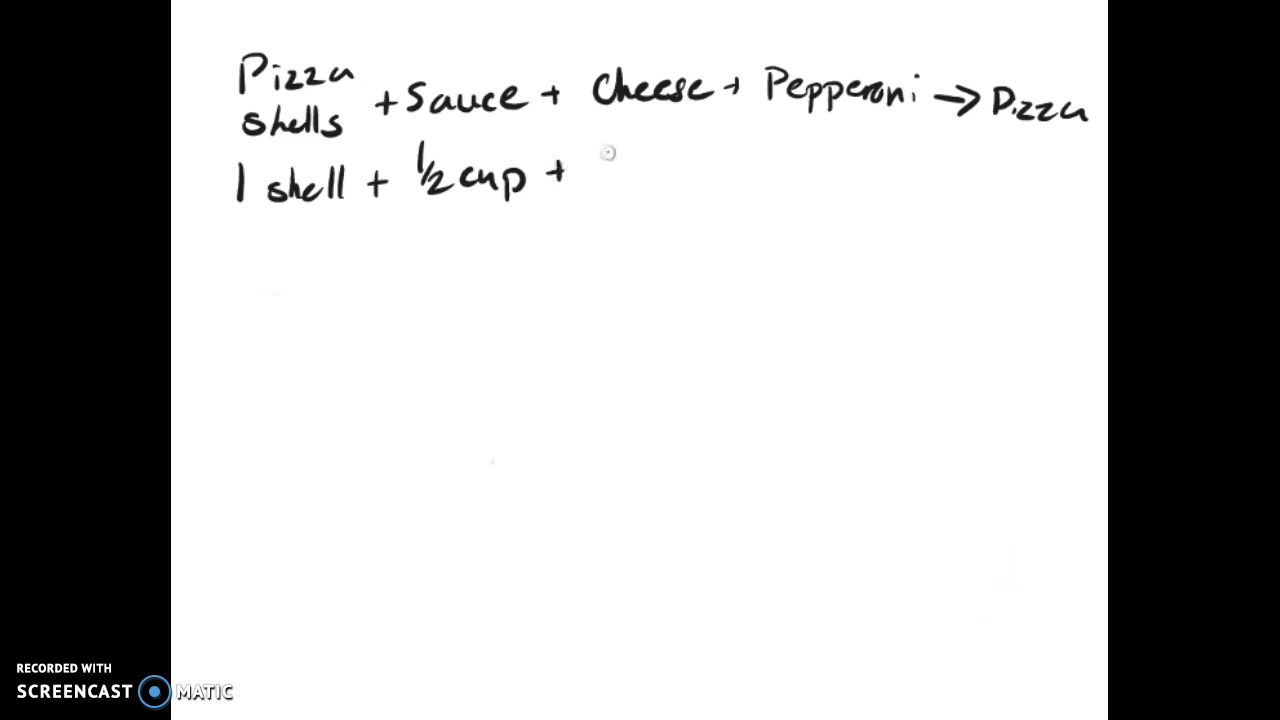 Pizza shells + Sauce + Cheese + Pepperoni → Pizza
1 shell + 1/2 cup +
RECORDED WITH
SCREENCAST MATIC